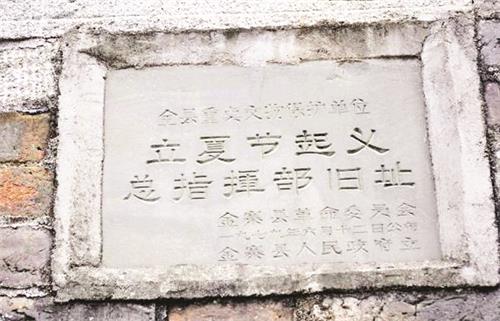 全县重点文物保护单位
立夏节起义
总指挥部旧址
金寨县革命委员会
一九七九年六月十二日公布
金寨县人民政府立